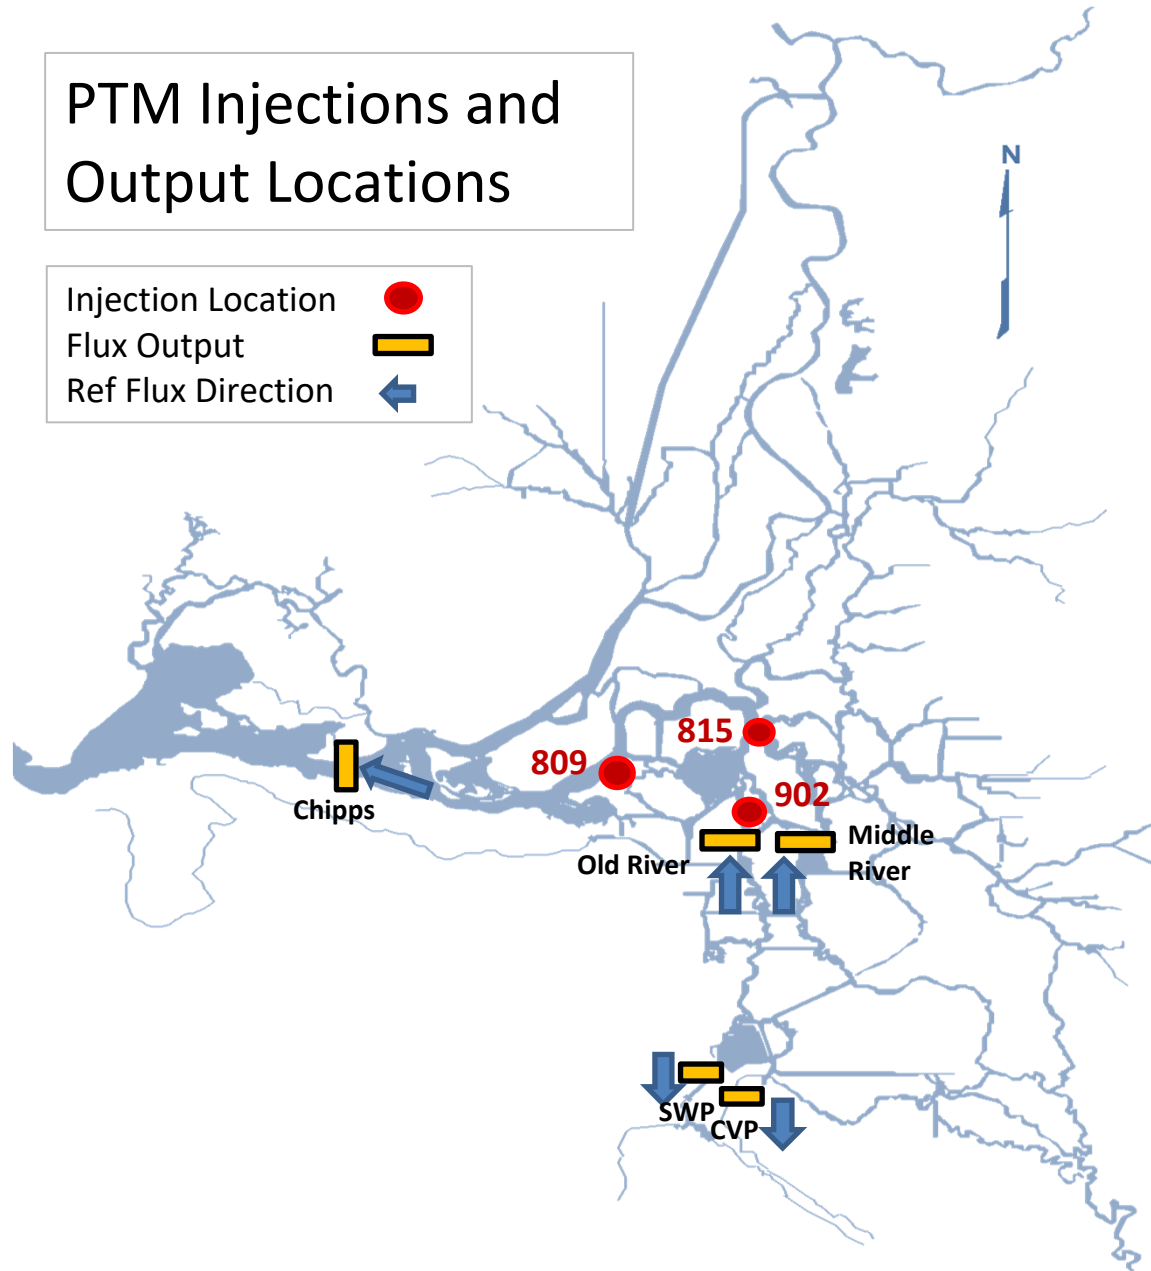 PTM Injections and
Output Locations
N
Injection Location
Flux Output
Ref Flux Direction
815
809
902
Chipps
Middle
River
Old River
SWP
CVP